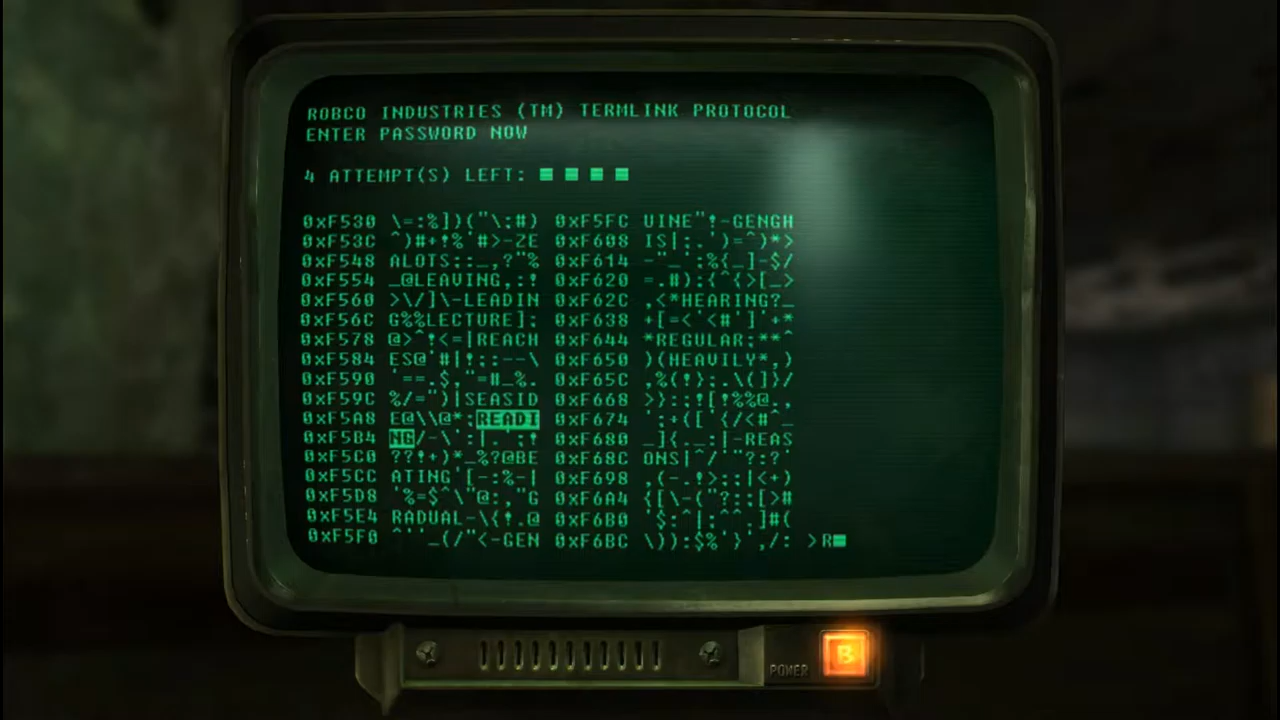 ROBCO INDUSTRIES (TM) TERMLINK PROTOCOL
ENTER PASSWORD NOW
4 ATTEMPT(S) LEFT: ■ ■ ■ ■
0xF530 \=:%])("\:#) 0xF5FC UINE"!-GENGH
0xF53C ^)#+!%'#>-ZE 0xF608 IS|:.')=^)*>
0xF548 ALOTS::_,?"% 0xF614 -"_':%{_]-$/
0xF554 _@LEAVING,:! 0xF620 =.#):{^{>[_>
0xF560 >\/]\-LEADIN 0xF62C ,<*HEARING?_
0xF56C G%%LECTURE]; 0xF638 +[=<'<#']'+*
0xF578 @>^!<=|REACH 0xF644 *REGULAR;**^
0xF584 ES@'#|!;:--\ 0xF650 )(HEAVILY*,)
0xF590 '==.$,"=#_%. 0xF65C ,%(!}:.\(]}/
0xF59C %/=")|SEASID 0xF668 >}::![!%%@.,
0xF5A8 E@\\@*:READI 0xF674 ':+(['{/<#^_
0xF5B4 NG/-\':|.';! 0xF680 _]{._:|-REAS
0xF5C0 ??!+)*_%?@BE 0xF68C ONS|^/'"?:?'
0xF5CC ATING'[-:%-| 0xF698 ,(-.!>::|<+)
0xF5D8 '%=$^\"@:,"G 0xF6A4 {[\-("?::[>#
0xF5E4 RADUAL-\{!.@ 0xF6B0 '$:^|:^^.]#(
0xF5F0 ^''_(/"<-GEN 0xF6BC \)):$%'}',/: >R■
POWER